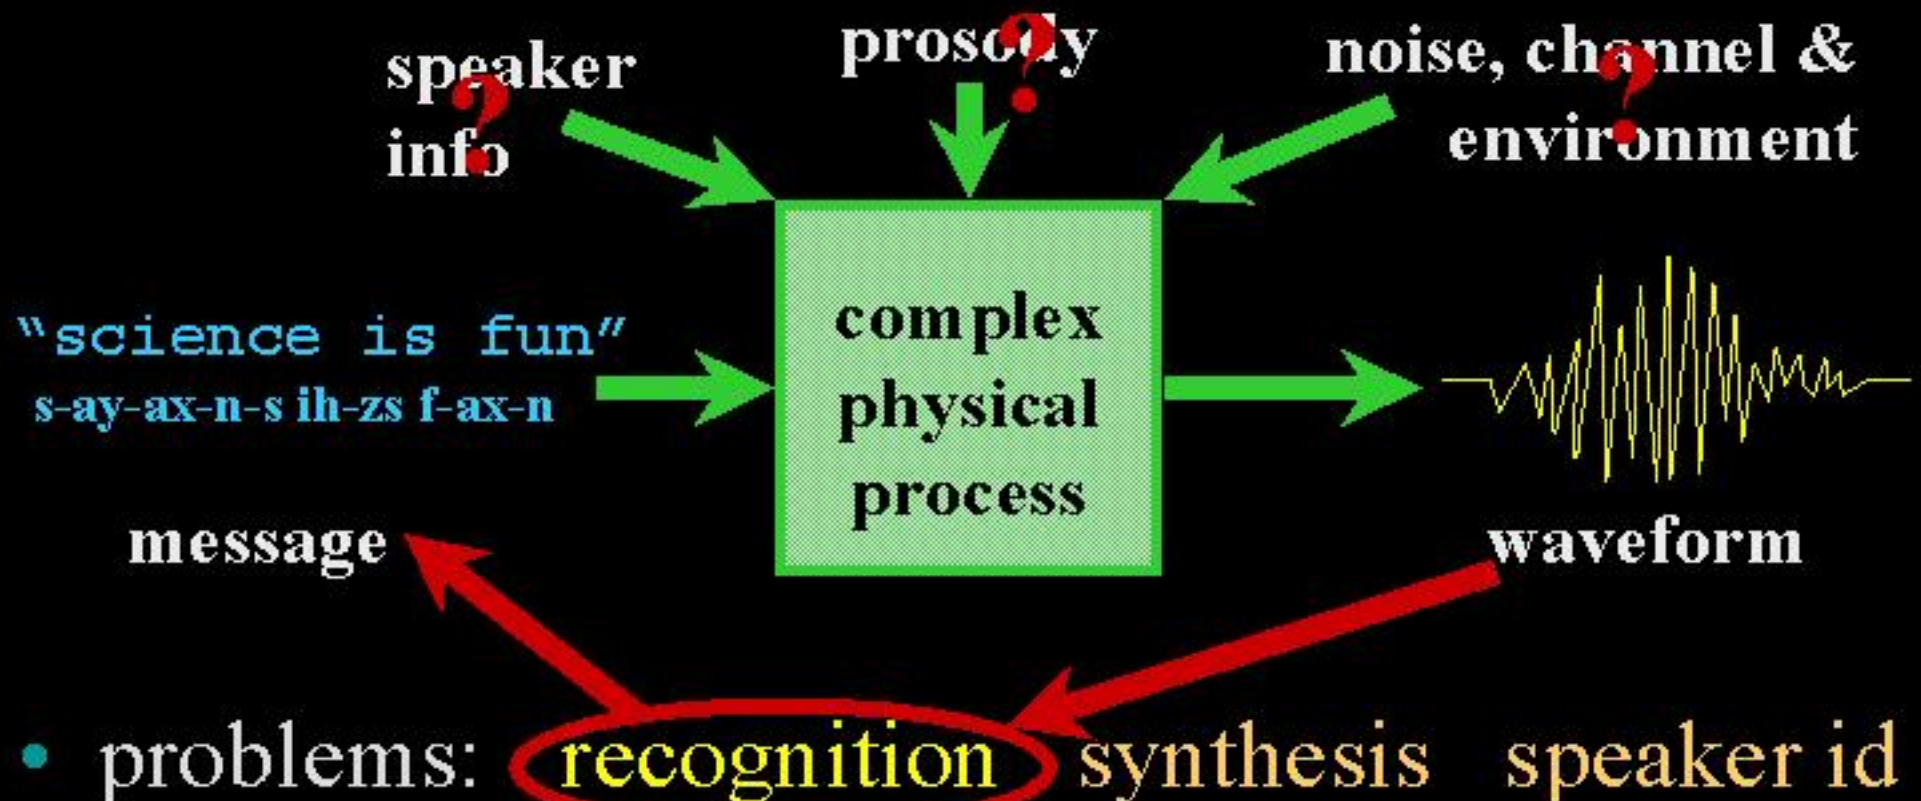 speaker
info
?
prosody
?
noise, channel &
environment
?
“science is fun”
s-ay-ax-n-s ih-zs f-ax-n
complex
physical
process
message
waveform
• problems: recognition synthesis speaker id